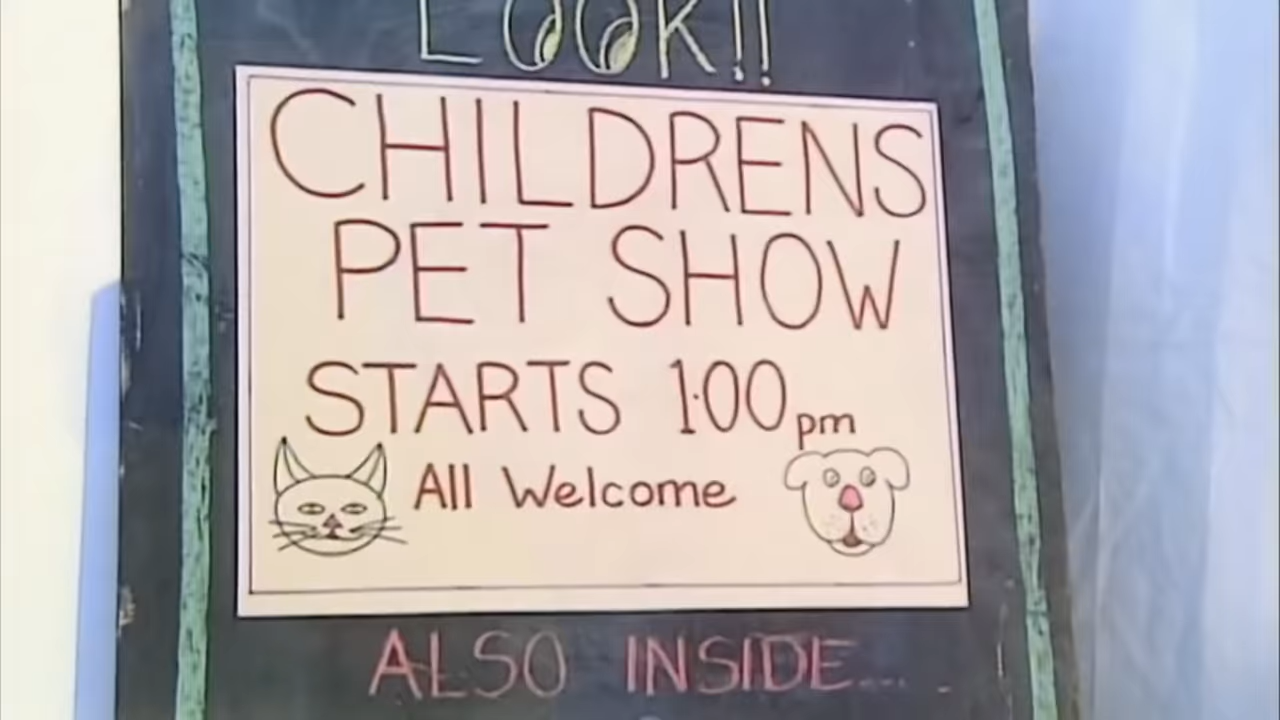 LOOK!!
CHILDRENS
PET SHOW
STARTS 1:00 pm
All Welcome
ALSO INSIDE...